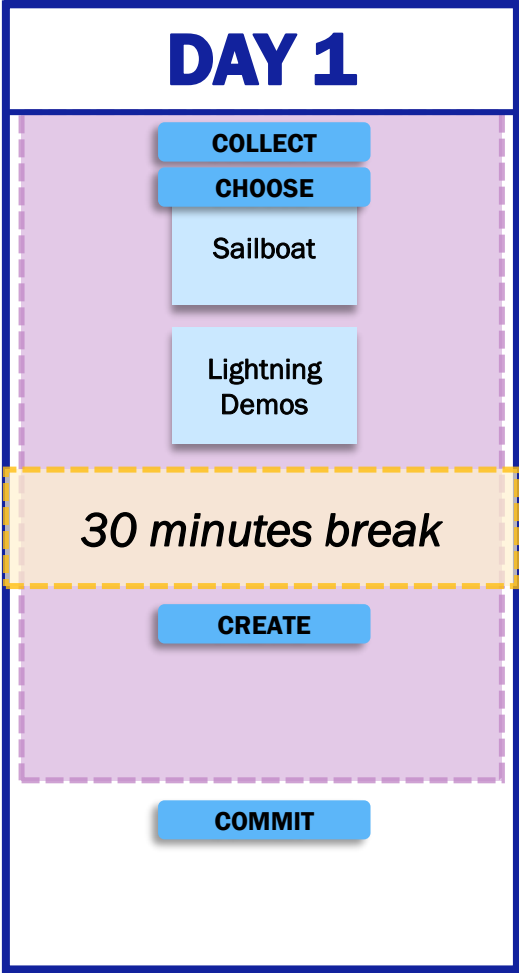 DAY 1
COLLECT
CHOOSE
Sailboat
Lightning
Demos
30 minutes break
CREATE
COMMIT